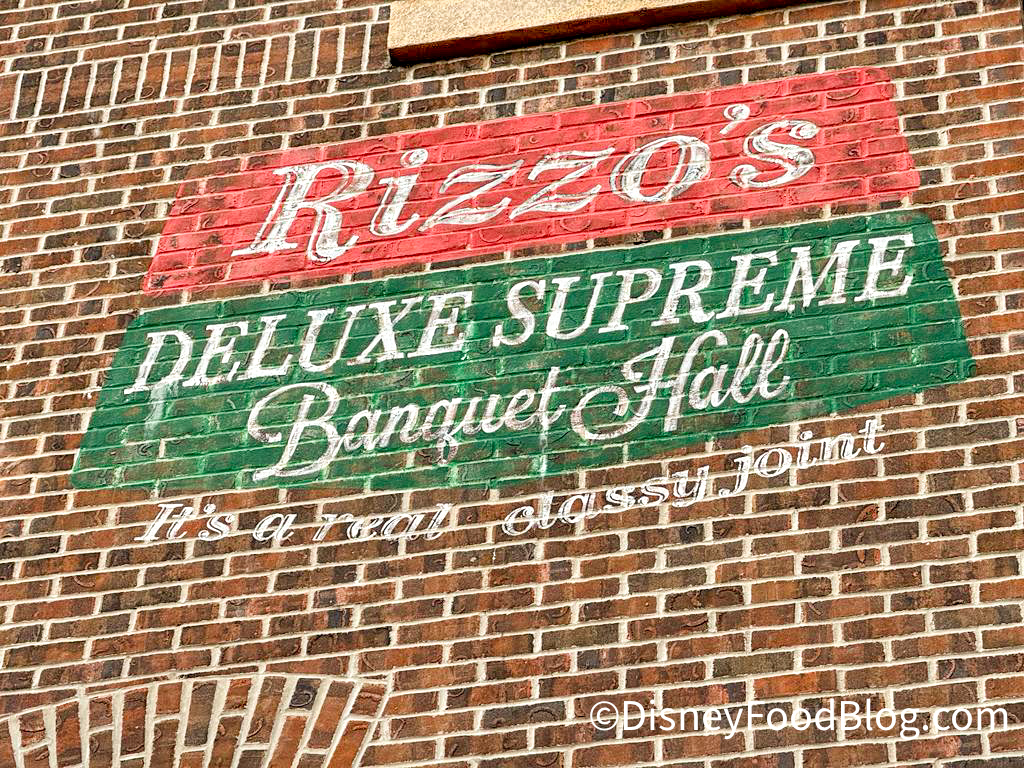 Rizzo's
DELUXE SUPREME
Banquet Hall
It's a real classy joint
©DisneyFoodBlog.com